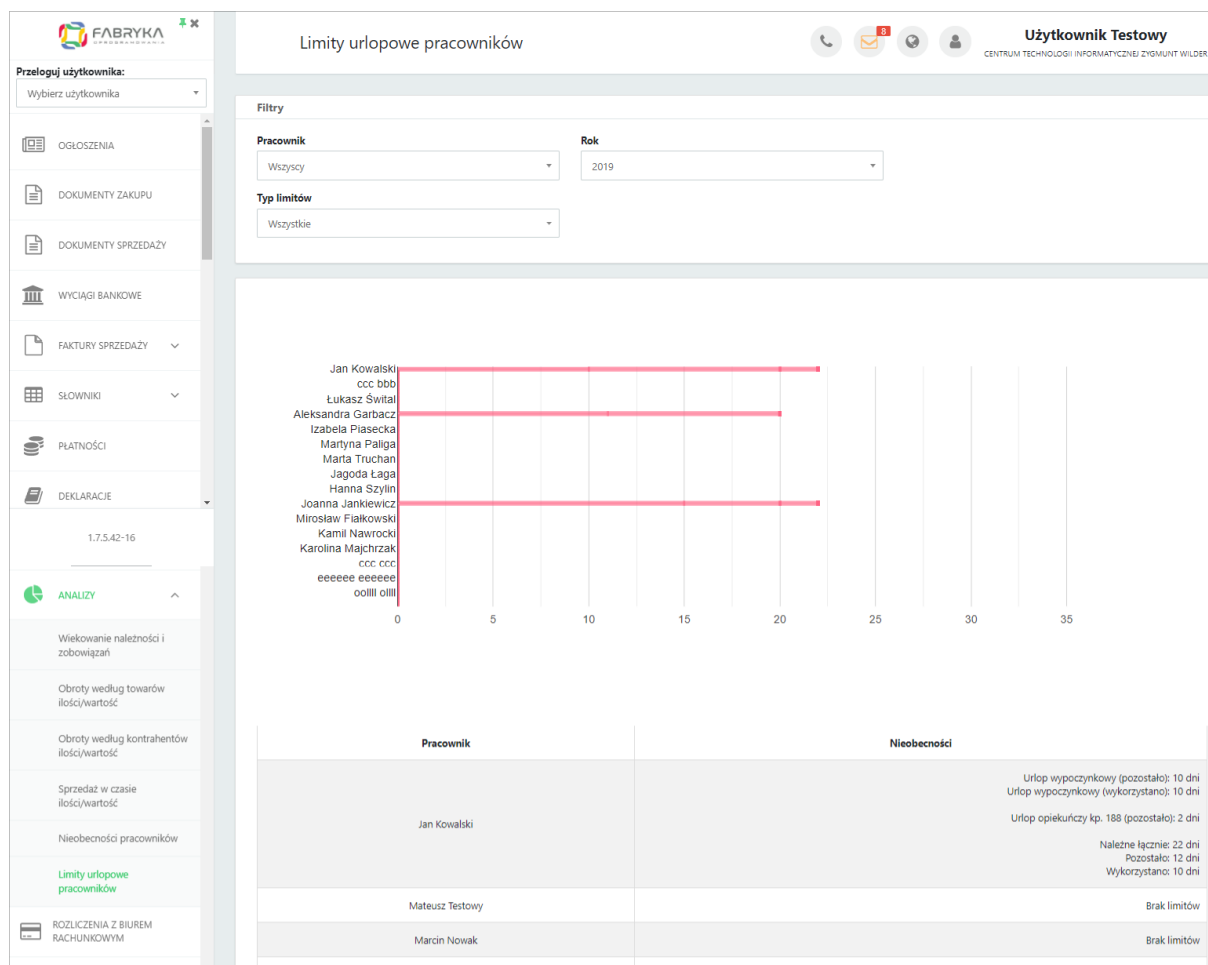 FABRYKA
OPROGRAMOWANIA
Przeloguj użytkownika:
Wybierz użytkownika
OGŁOSZENIA
DOKUMENTY ZAKUPU
DOKUMENTY SPRZEDAŻY
WYCIĄGI BANKOWE
FAKTURY SPRZEDAŻY
SŁOWNIKI
PŁATNOŚCI
DEKLARACJE
1.7.5.42-16
ANALIZY
Wiekowanie należności i
zobowiązań
Obroty według towarów
ilości/wartość
Obroty według kontrahentów
ilości/wartość
Sprzedaż w czasie
ilości/wartość
Nieobecności pracowników
Limity urlopowe
pracowników
ROZLICZENIA Z BIUREM
RACHUNKOWYM
Limity urlopowe pracowników
8
Użytkownik Testowy
CENTRUM TECHNOLOGII INFORMATYCZNEJ ZYGMUNT WILDER
Filtry
Pracownik
Rok
Wszyscy
2019
Typ limitów
Wszystkie
Jan Kowalski
ccc bbb
Łukasz Śwital
Aleksandra Garbacz
Izabela Piasecka
Martyna Paliga
Marta Truchan
Jagoda Łaga
Hanna Szylin
Joanna Jankiewicz
Mirosław Fiałkowski
Kamil Nawrocki
Karolina Majchrzak
ccc ccc
eeeeee eeeeee
0 5 10 15 20 25 30 35
Pracownik
Nieobecności
Jan Kowalski
Urlop wypoczynkowy (pozostało): 10 dni
Urlop wypoczynkowy (wykorzystano): 10 dni
Urlop opiekuńczy kp. 188 (pozostało): 2 dni
Należne łącznie: 22 dni
Pozostało: 12 dni
Wykorzystano: 10 dni
Mateusz Testowy
Brak limitów
Marcin Nowak
Brak limitów